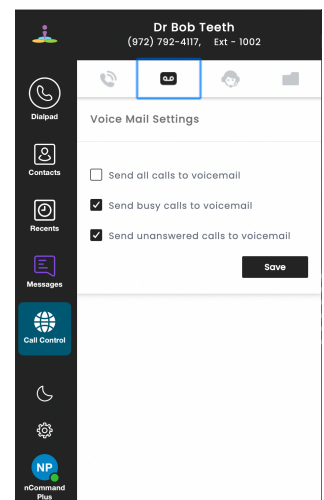 Dr Bob Teeth
(972) 792-4117, Ext - 1002
Dialpad
Voice Mail Settings
Contacts
Send all calls to voicemail
Send busy calls to voicemail
Recents
Send unanswered calls to voicemail
Save
Messages
Call Control
NP
nCommand
Plus